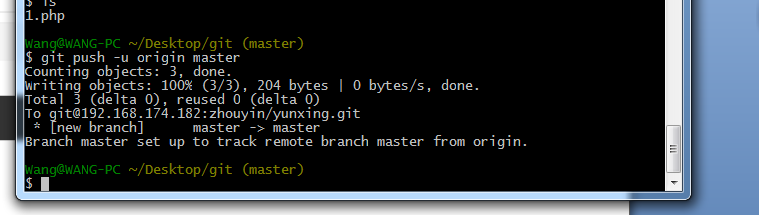 $ ls
1.php
Wang@WANG-PC ~/Desktop/git (master)
$ git push -u origin master
Counting objects: 3, done.
Writing objects: 100% (3/3), 204 bytes | 0 bytes/s, done.
Total 3 (delta 0), reused 0 (delta 0)
To git@192.168.174.182:zhouyin/yunxing.git
 * [new branch]      master -> master
Branch master set up to track remote branch master from origin.
Wang@WANG-PC ~/Desktop/git (master)
$